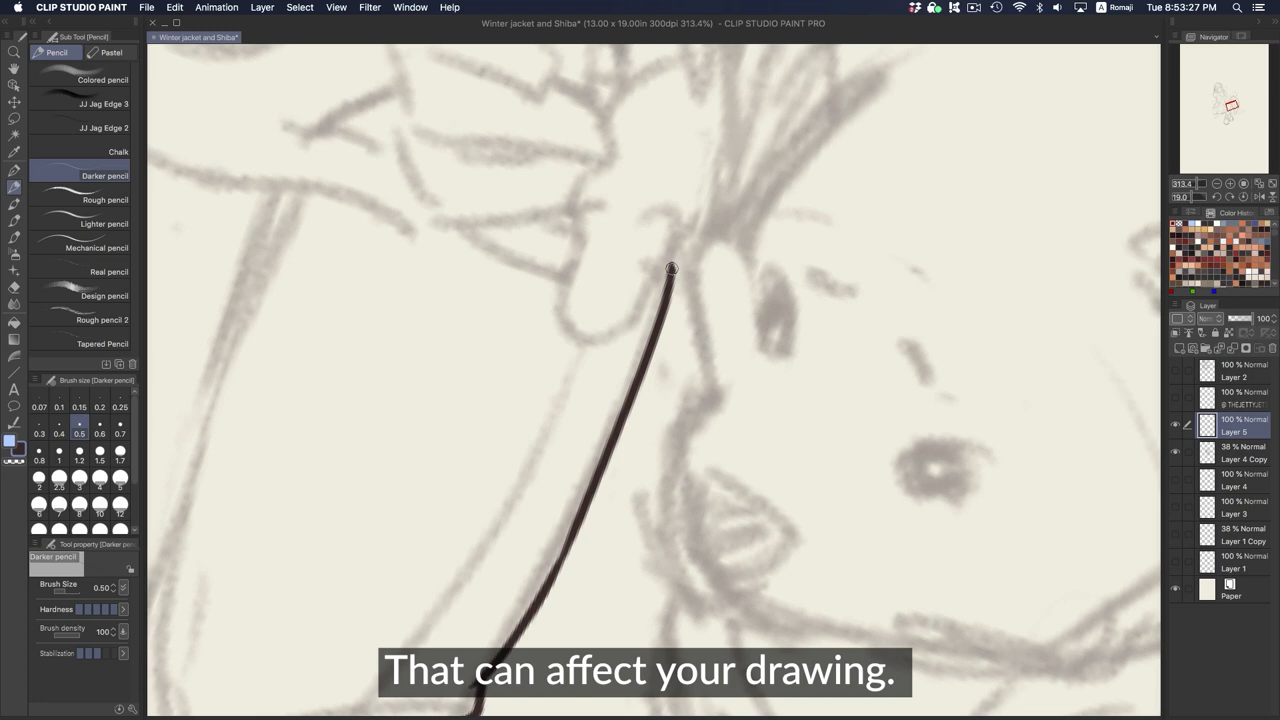 CLIP STUDIO PAINT PRO File Edit Animation Layer Select View Filter Window Help
Romaji Thu 8:53:27 PM
Winter jacket and Shiba* (13.00 x 19.00in 300dpi 313.4%) - CLIP STUDIO PAINT PRO
Sub Tool [Pencil]
Winter jacket and Shiba*
Navigator
Pencil Pastel
Colored pencil
JJ Jag Edge 3
JJ Jag Edge 2
Chalk
Darker pencil
Rough pencil
Lighter pencil
Mechanical pencil
Real pencil
Design pencil
Rough pencil 2
Tapered Pencil
Brush size [Darker pencil]
0.07 0.1 0.15 0.2 0.25
0.3 0.4 0.5 0.6 0.7
0.8 1 1.2 1.5 1.7
2 2.5 3 4 5
6 7 8 10 12
Tool property [Darker pen
Darker pencil
Brush Size 0.50
Hardness
Brush density 100
Stabilization
313.4
19.0
Color Hist
Layer
Norm 100
100 % Normal
Layer 2
100 % Normal
@ THEJETTYJET
100 % Normal
Layer 5
38 % Normal
Layer 4 Copy
100 % Normal
Layer 4
100 % Normal
Layer 3
38 % Normal
Layer 1 Copy
100 % Normal
Layer 1
Paper
That can affect your drawing.